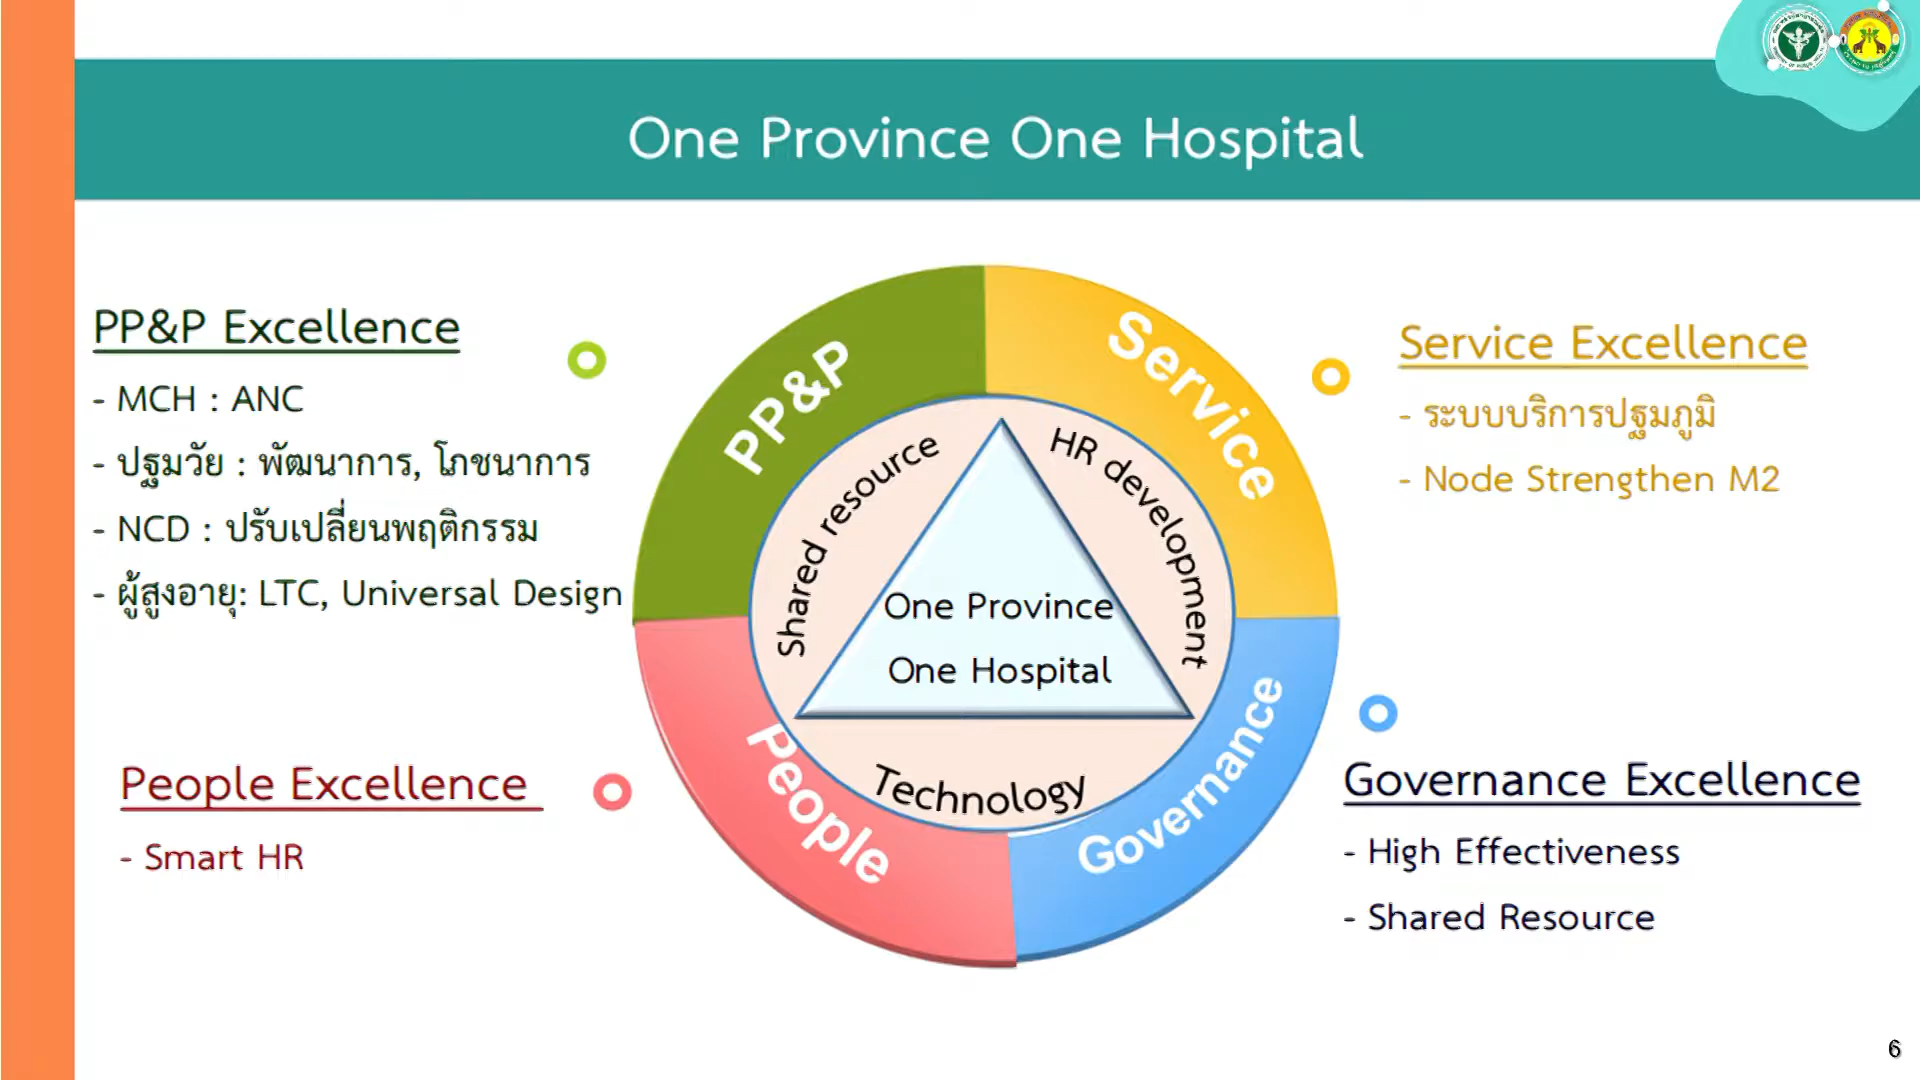 One Province One Hospital
PP&P Excellence
- MCH : ANC
- ปฐมวัย : พัฒนาการ, โภชนาการ
- NCD : ปรับเปลี่ยนพฤติกรรม
- ผู้สูงอายุ: LTC, Universal Design
People Excellence
- Smart HR
PP&P
Service
People
Governance
Shared resource
HR development
Technology
One Province
One Hospital
Service Excellence
- ระบบบริการปฐมภูมิ
- Node Strengthen M2
Governance Excellence
- High Effectiveness
- Shared Resource
6